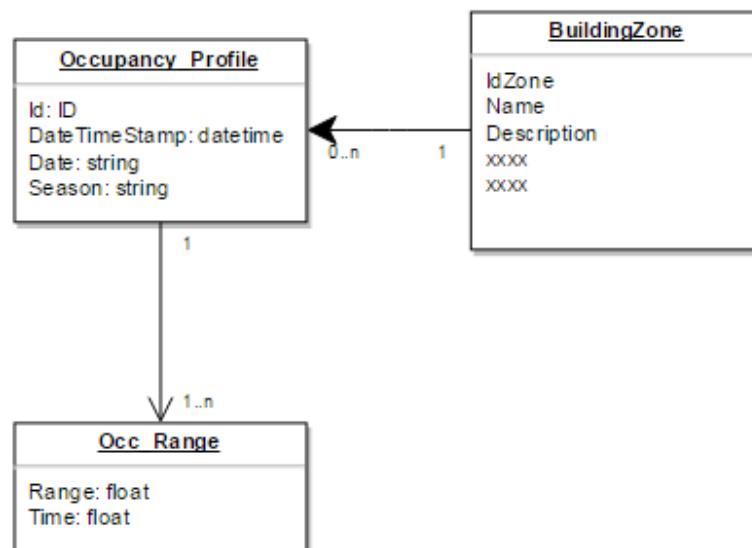 Occupancy_Profile
Id: ID
DateTimeStamp: datetime
Date: string
Season: string
BuildingZone
IdZone
Name
Description
xxxx
xxxx
0..n
1
1
1..n
Occ_Range
Range: float
Time: float